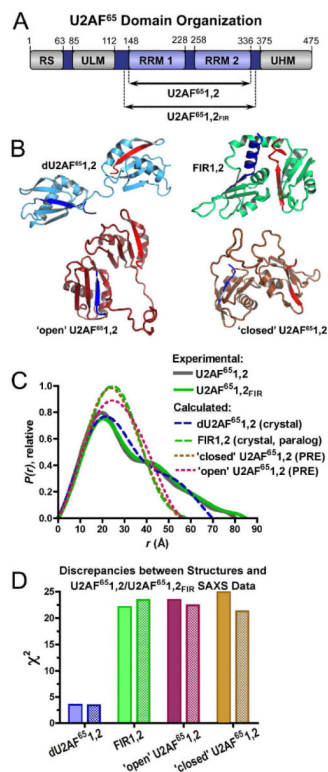 A
U2AF⁶⁵ Domain Organization
1 63 85 112 148 228 258 336 375 475
RS ULM RRM 1 RRM 2 UHM
U2AF⁶⁵1,2
U2AF⁶⁵1,2FIR
B
dU2AF⁶⁵1,2
FIR1,2
'open' U2AF⁶⁵1,2
'closed' U2AF⁶⁵1,2
C
Experimental:
U2AF⁶⁵1,2
U2AF⁶⁵1,2FIR
Calculated:
dU2AF⁶⁵1,2 (crystal)
FIR1,2 (crystal, paralog)
'closed' U2AF⁶⁵1,2 (PRE)
'open' U2AF⁶⁵1,2 (PRE)
P(r), relative
1.0
0.8
0.6
0.4
0.2
0.0
0 10 20 30 40 50 60 70 80 90
r (Å)
D
Discrepancies between Structures and
U2AF⁶⁵1,2/U2AF⁶⁵1,2FIR SAXS Data
χ²
25
20
15
10
5
0
dU2AF⁶⁵1,2
FIR1,2
'open' U2AF⁶⁵1,2
'closed' U2AF⁶⁵1,2